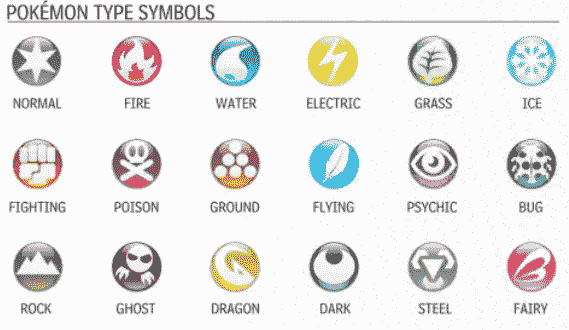 POKÉMON TYPE SYMBOLS
NORMAL FIRE WATER ELECTRIC GRASS ICE
FIGHTING POISON GROUND FLYING PSYCHIC BUG
ROCK GHOST DRAGON DARK STEEL FAIRY